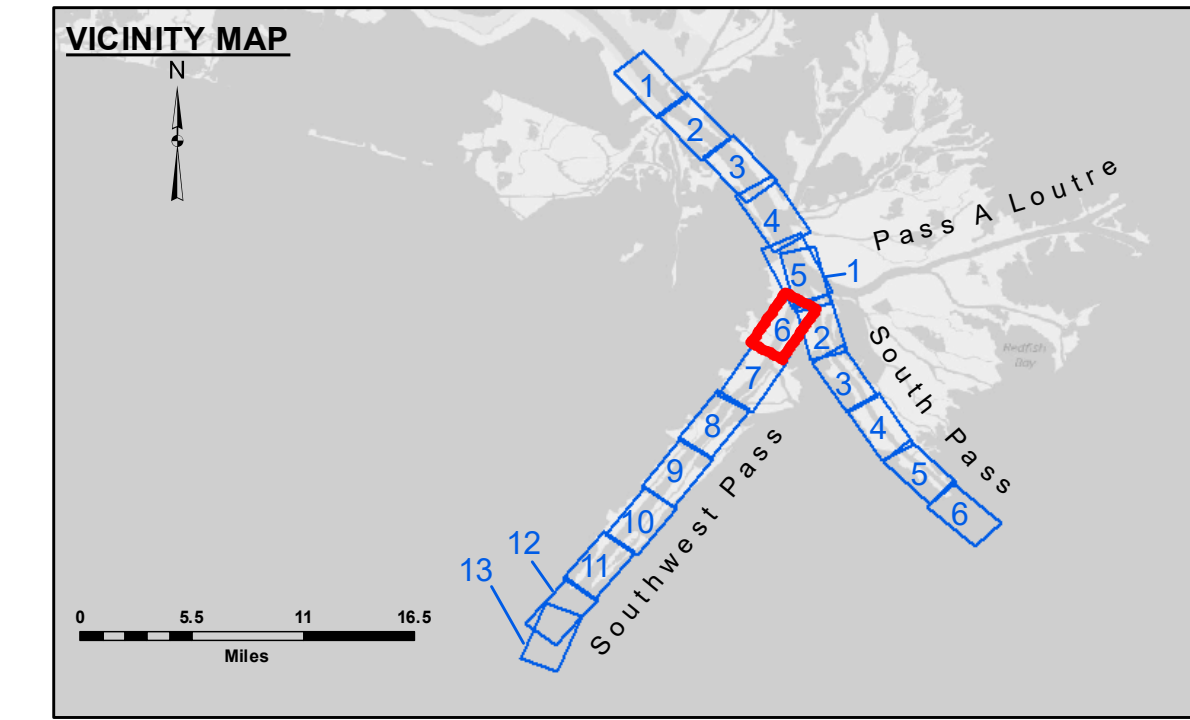 VICINITY MAP
N
1
2
3
4
5
1
Pass A Loutre
6
2
South Pass
Redfish
Bay
7
3
8
4
9
5
10
6
12
11
13
Southwest Pass
0 5.5 11 16.5
Miles